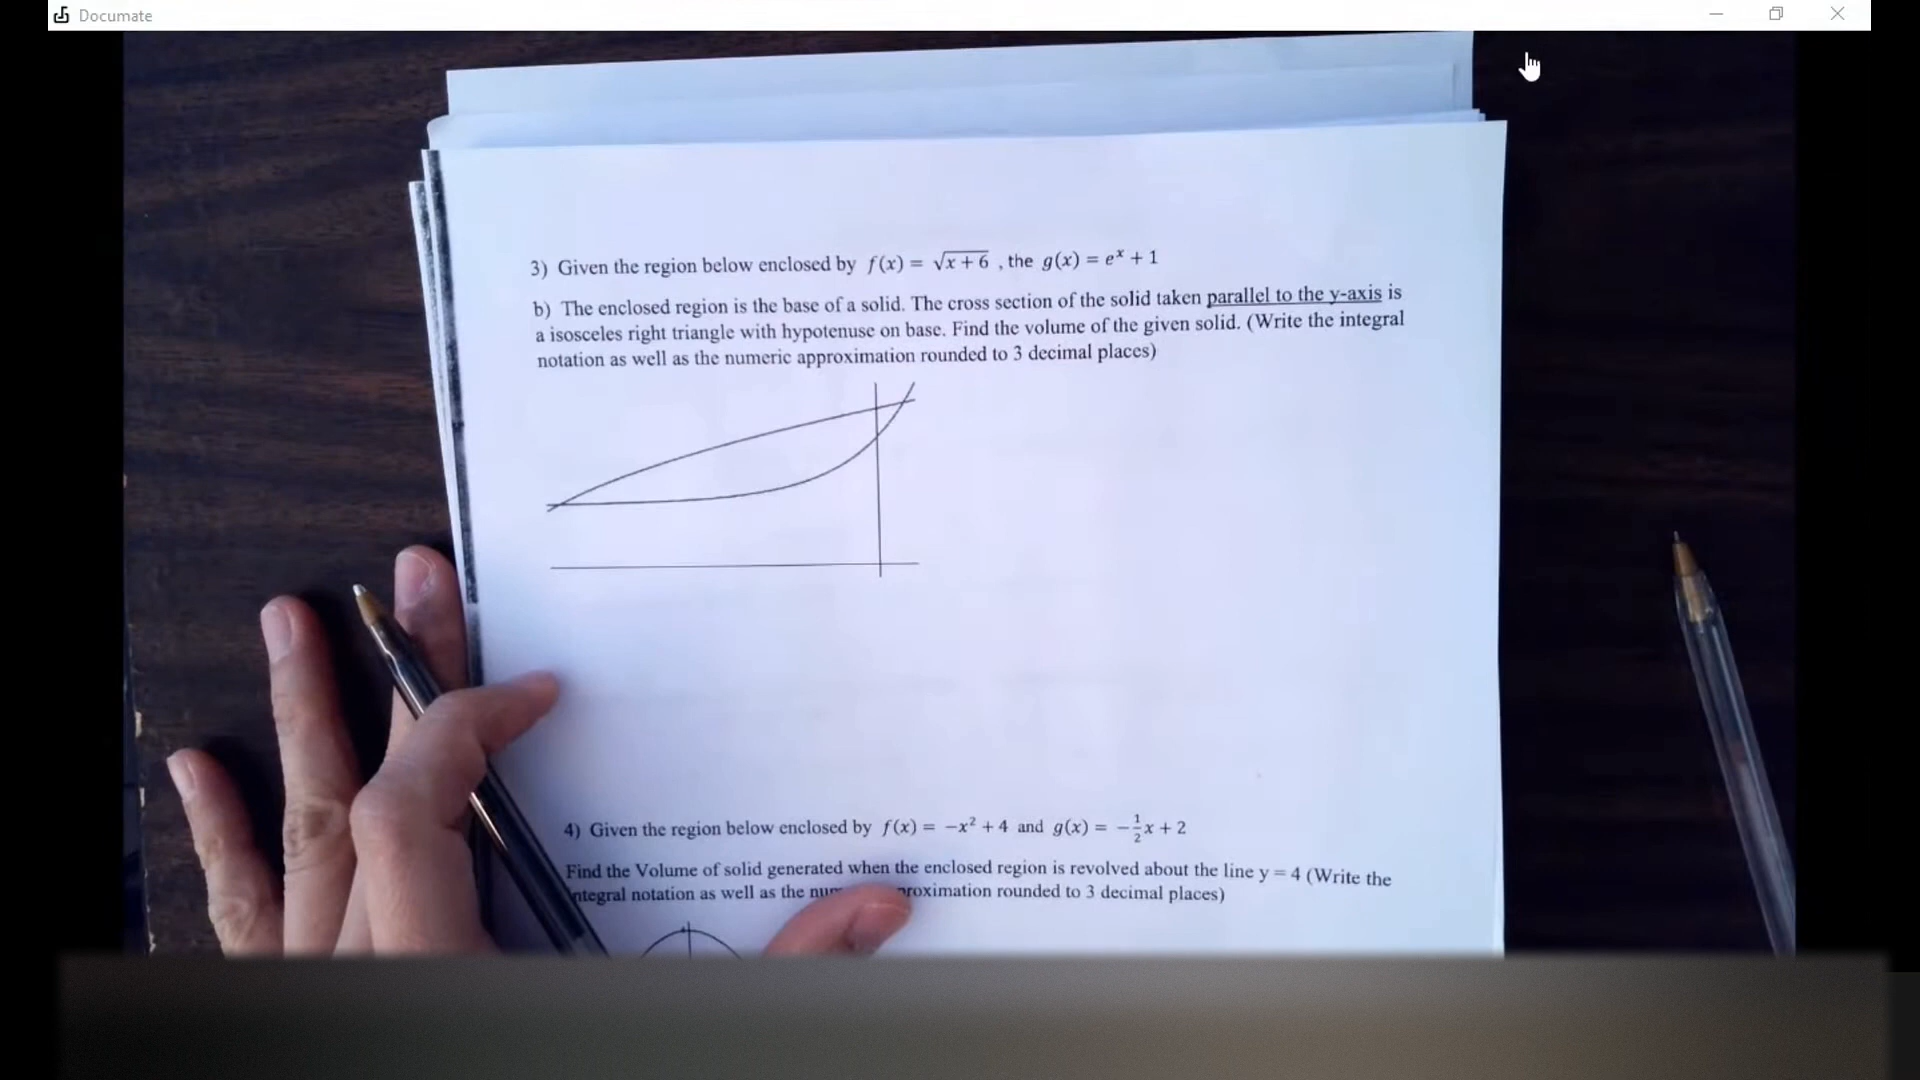 Documate
3) Given the region below enclosed by f(x) = √x + 6 , the g(x) = eˣ + 1
b) The enclosed region is the base of a solid. The cross section of the solid taken parallel to the y-axis is
a isosceles right triangle with hypotenuse on base. Find the volume of the given solid. (Write the integral
notation as well as the numeric approximation rounded to 3 decimal places)
4) Given the region below enclosed by f(x) = −x² + 4 and g(x) = −½x + 2
Find the Volume of solid generated when the enclosed region is revolved about the line y = 4 (Write the
integral notation as well as the rounded to 3 decimal places)